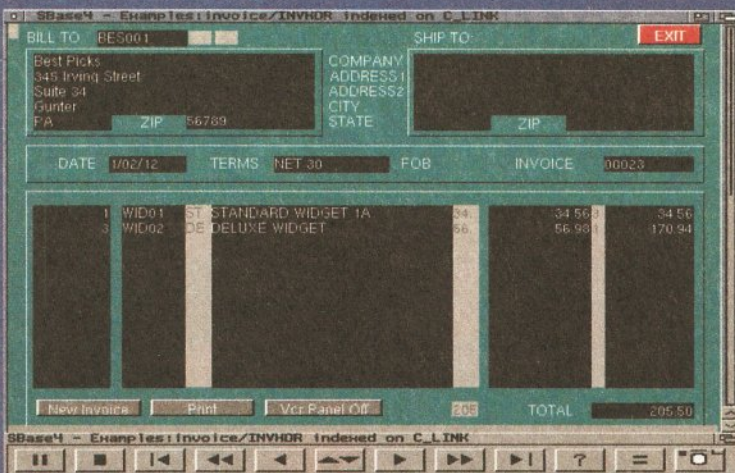 SBase4 - Examples:invoice/INVHDR indexed on C_LINK
BILL TO BES001 SHIP TO: EXIT
Best Picks COMPANY
345 Irving Street ADDRESS1
Suite 34 ADDRESS2
Gunter CITY
PA ZIP 56789 STATE ZIP
DATE 1/02/12 TERMS NET 30 FOB INVOICE 00023
1 WID01 ST STANDARD WIDGET 1A 34. 34.56 34.56
3 WID02 DE DELUXE WIDGET 56. 56.98 170.94
New Invoice Print Vcr Panel Off 205 TOTAL 205.50
SBase4 - Examples:invoice/INVHDR indexed on C_LINK
? =